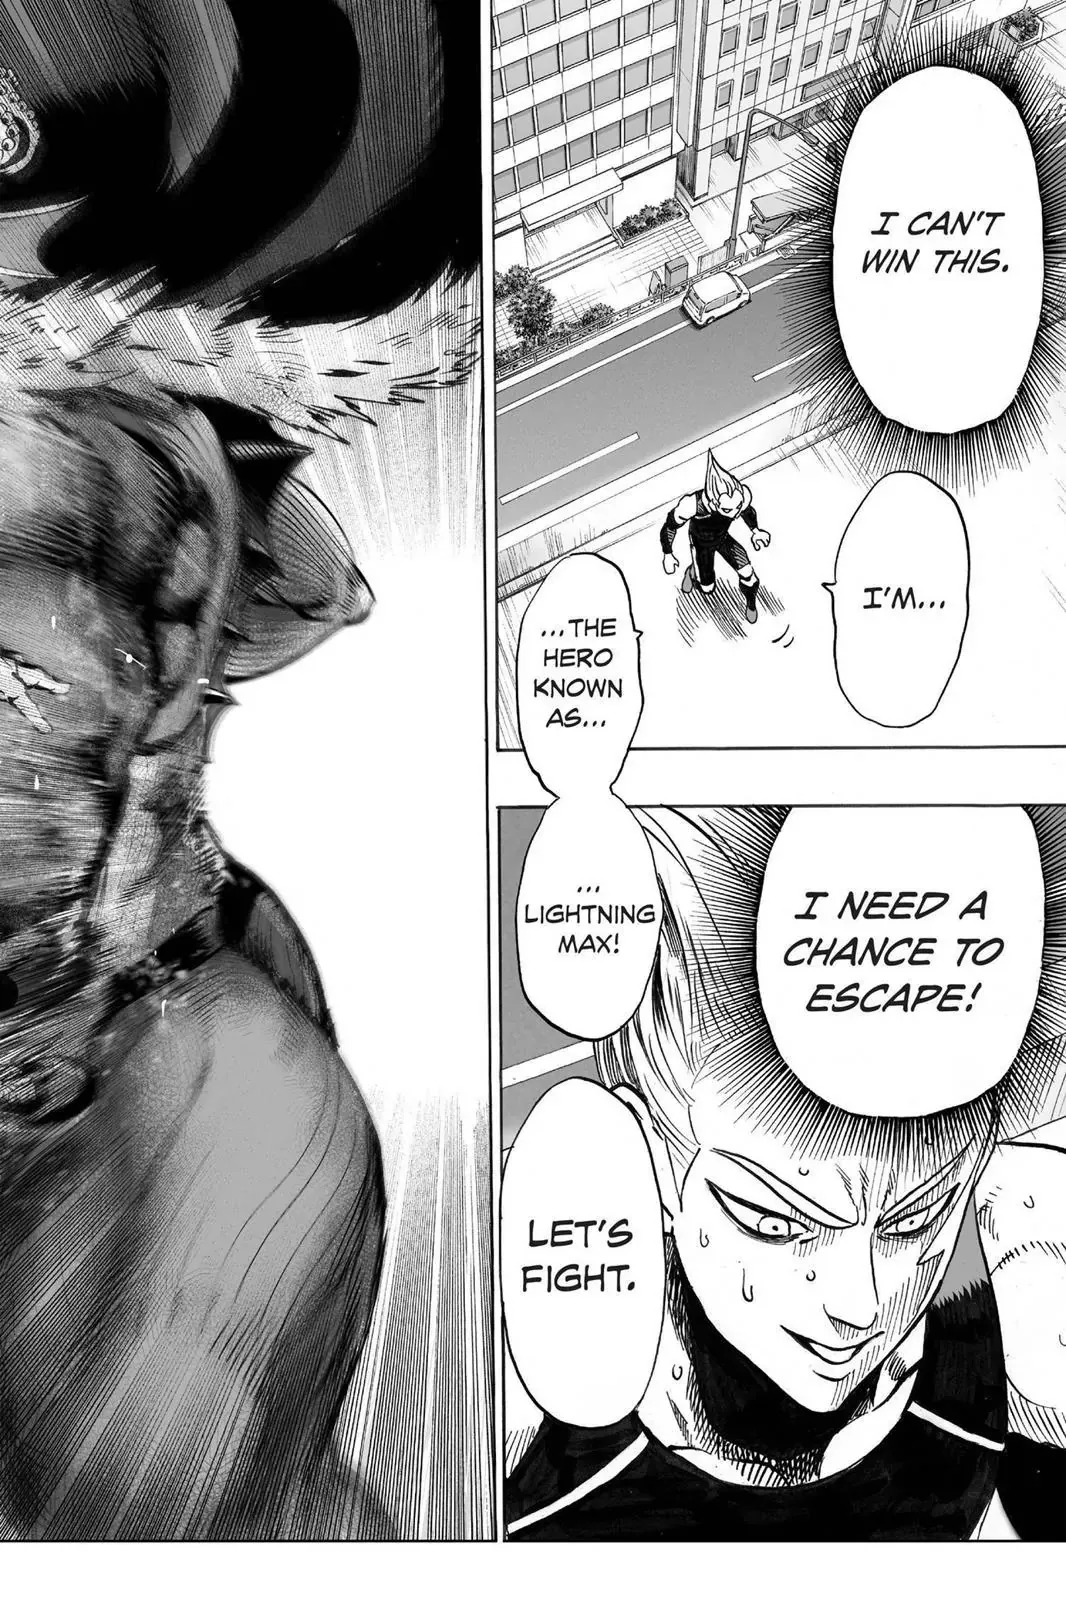 I CAN'T
WIN THIS.
I'M...
...THE
HERO
KNOWN
AS...
...
LIGHTNING
MAX!
I NEED A
CHANCE TO
ESCAPE!
LET'S
FIGHT.